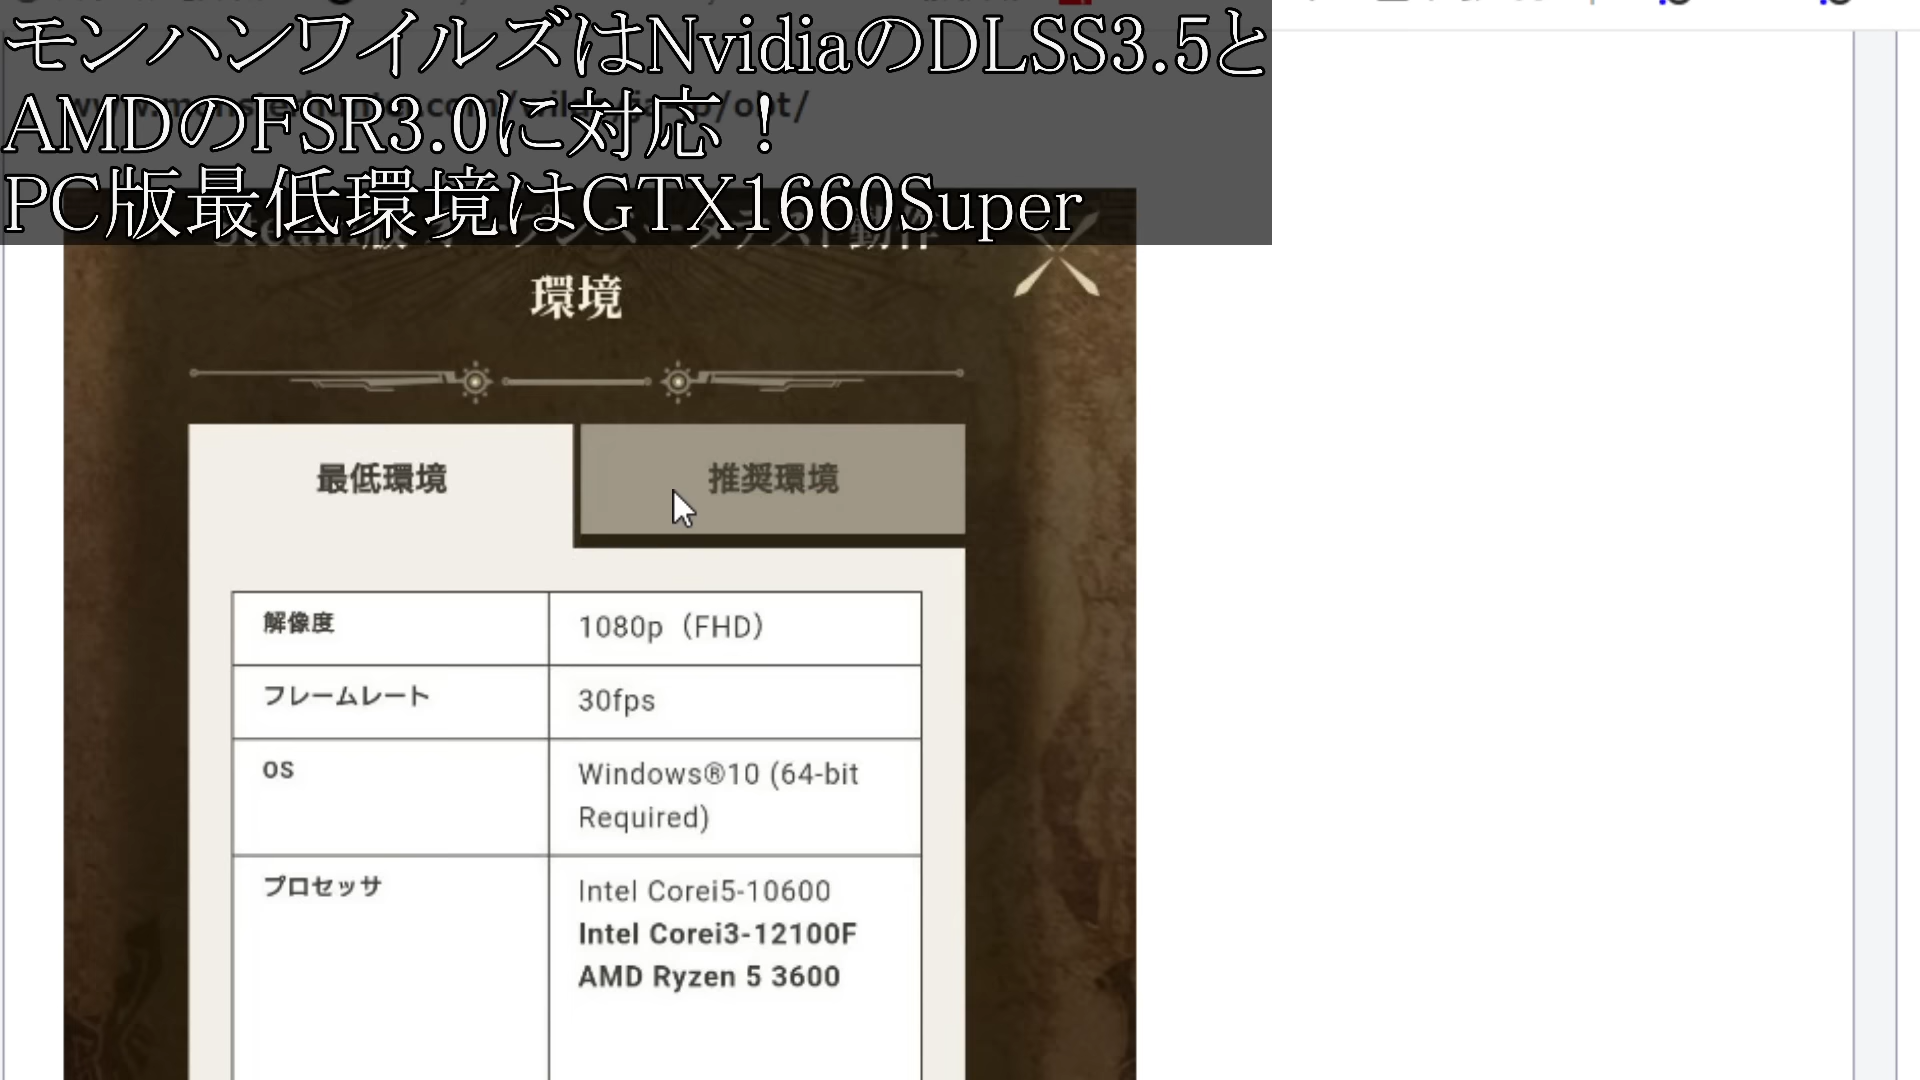 モンハンワイルズはNvidiaのDLSS3.5と
AMDのFSR3.0に対応！
PC版最低環境はGTX1660Super
環境
最低環境
推奨環境
解像度
1080p（FHD）
フレームレート
30fps
OS
Windows®10 (64-bit
Required)
プロセッサ
Intel Corei5-10600
Intel Corei3-12100F
AMD Ryzen 5 3600